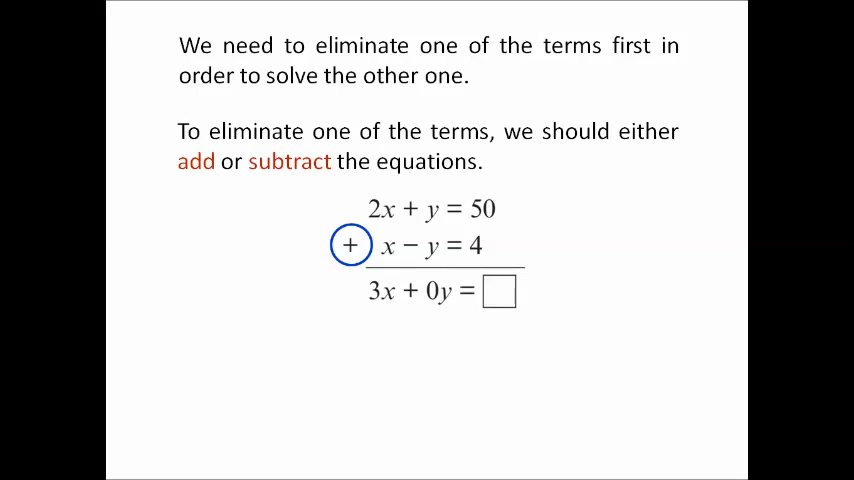 We need to eliminate one of the terms first in
order to solve the other one.
To eliminate one of the terms, we should either
add or subtract the equations.
2x + y = 50
+ x − y = 4
3x + 0y =